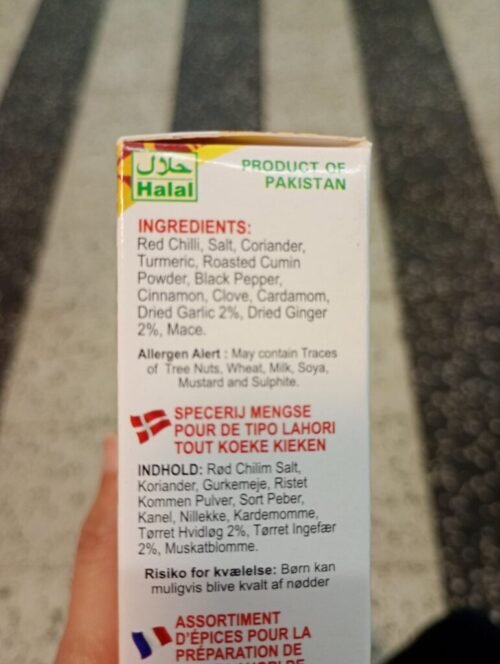 حلال
Halal
PRODUCT OF
PAKISTAN
INGREDIENTS:
Red Chilli, Salt, Coriander,
Turmeric, Roasted Cumin
Powder, Black Pepper,
Cinnamon, Clove, Cardamom,
Dried Garlic 2%, Dried Ginger
2%, Mace.
Allergen Alert : May contain Traces
of Tree Nuts, Wheat, Milk, Soya,
Mustard and Sulphite.
SPECERIJ MENGSE
POUR DE TIPO LAHORI
TOUT KOEKE KIEKEN
INDHOLD: Rød Chilim Salt,
Koriander, Gurkemeje, Ristet
Kommen Pulver, Sort Peber,
Kanel, Nillekke, Kardemomme,
Tørret Hvidløg 2%, Tørret Ingefær
2%, Muskatblomme.
Risiko for kvælelse: Børn kan
muligvis blive kvalt af nødder
ASSORTIMENT
D'ÉPICES POUR LA
PRÉPARATION DE